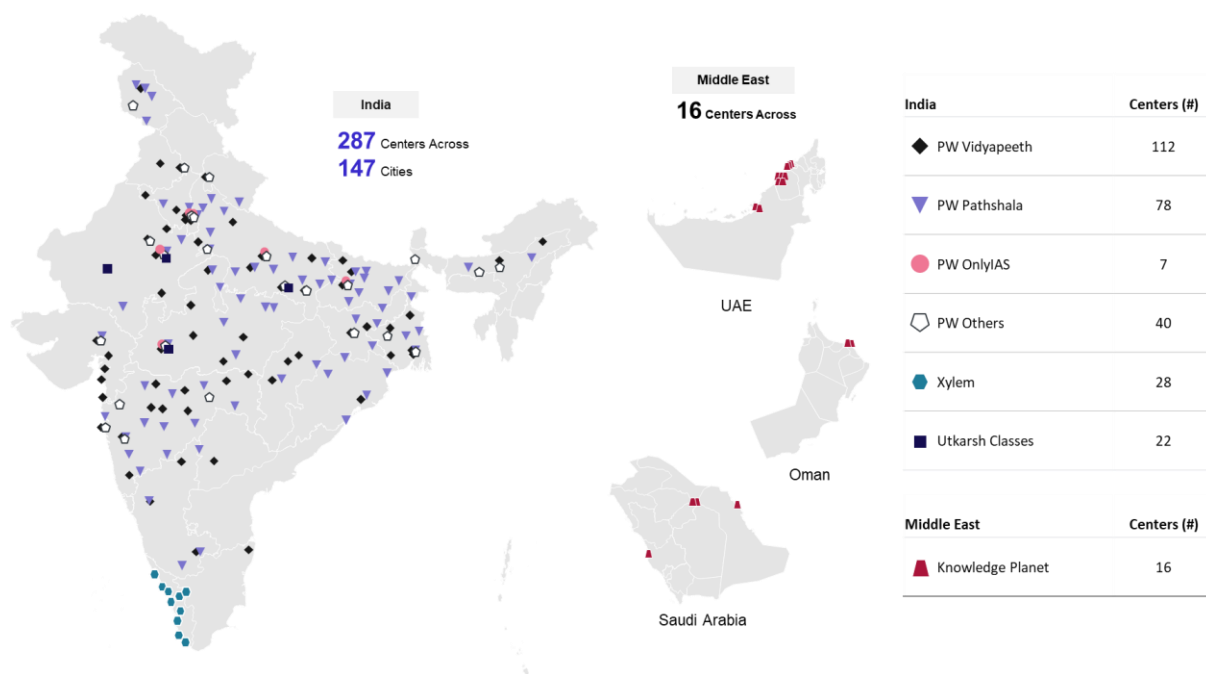 India
287 Centers Across
147 Cities
Middle East
16 Centers Across
UAE
Oman
Saudi Arabia
India Centers (#)
PW Vidyapeeth 112
PW Pathshala 78
PW OnlyIAS 7
PW Others 40
Xylem 28
Utkarsh Classes 22
Middle East Centers (#)
Knowledge Planet 16